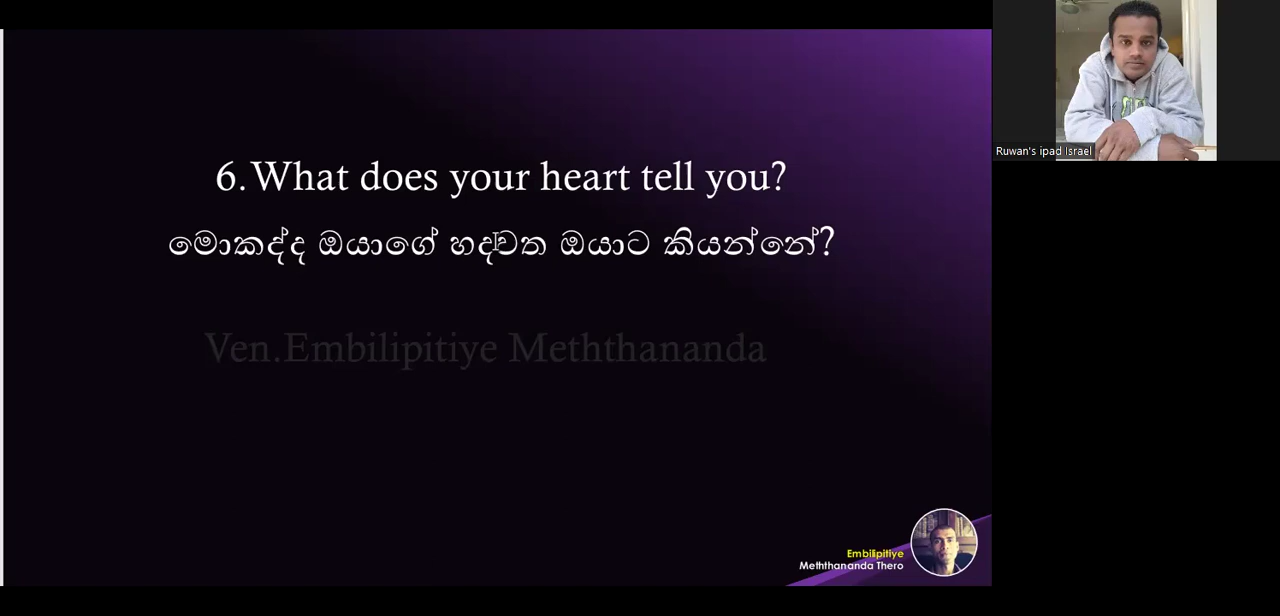 6.What does your heart tell you?
මොකද්ද ඔයාගේ හදවත ඔයාට කියන්නේ?
Ven.Embilipitiye Meththananda
Embilipitiye
Meththananda Thero
Ruwan's ipad Israel